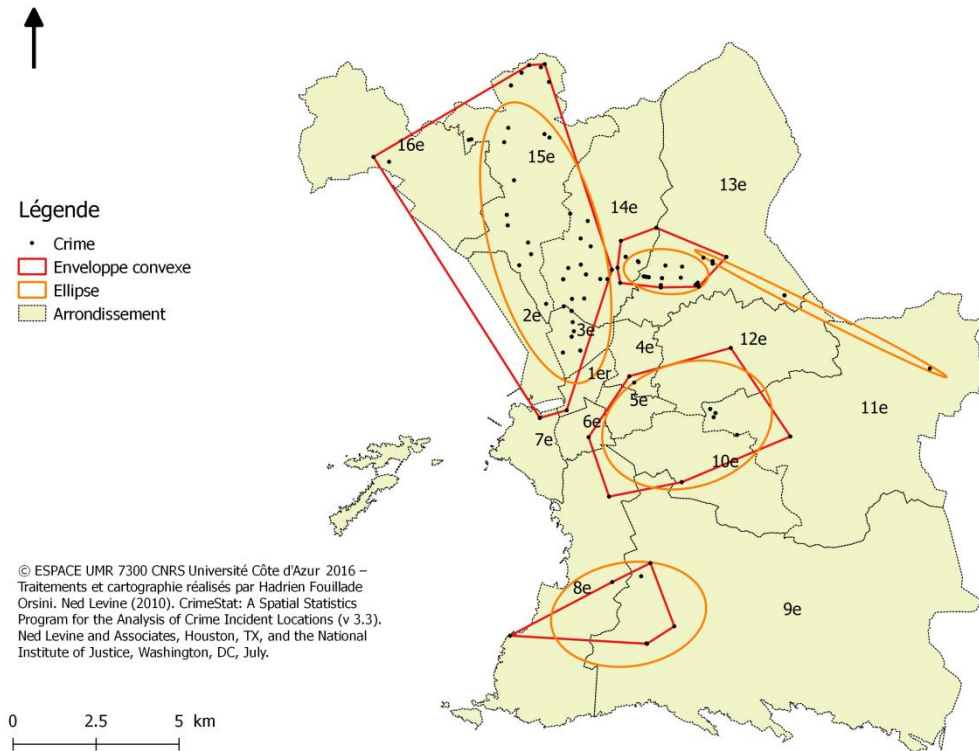 16e
15e
13e
14e
Légende
Crime
Enveloppe convexe
Ellipse
Arrondissement
2e
3e
4e
12e
1er
5e
11e
6e
7e
10e
© ESPACE UMR 7300 CNRS Université Côte d'Azur 2016 –
Traitements et cartographie réalisés par Hadrien Fouillade
Orsini. Ned Levine (2010). CrimeStat: A Spatial Statistics
Program for the Analysis of Crime Incident Locations (v 3.3).
Ned Levine and Associates, Houston, TX, and the National
Institute of Justice, Washington, DC, July.
8e
9e
0 2.5 5 km